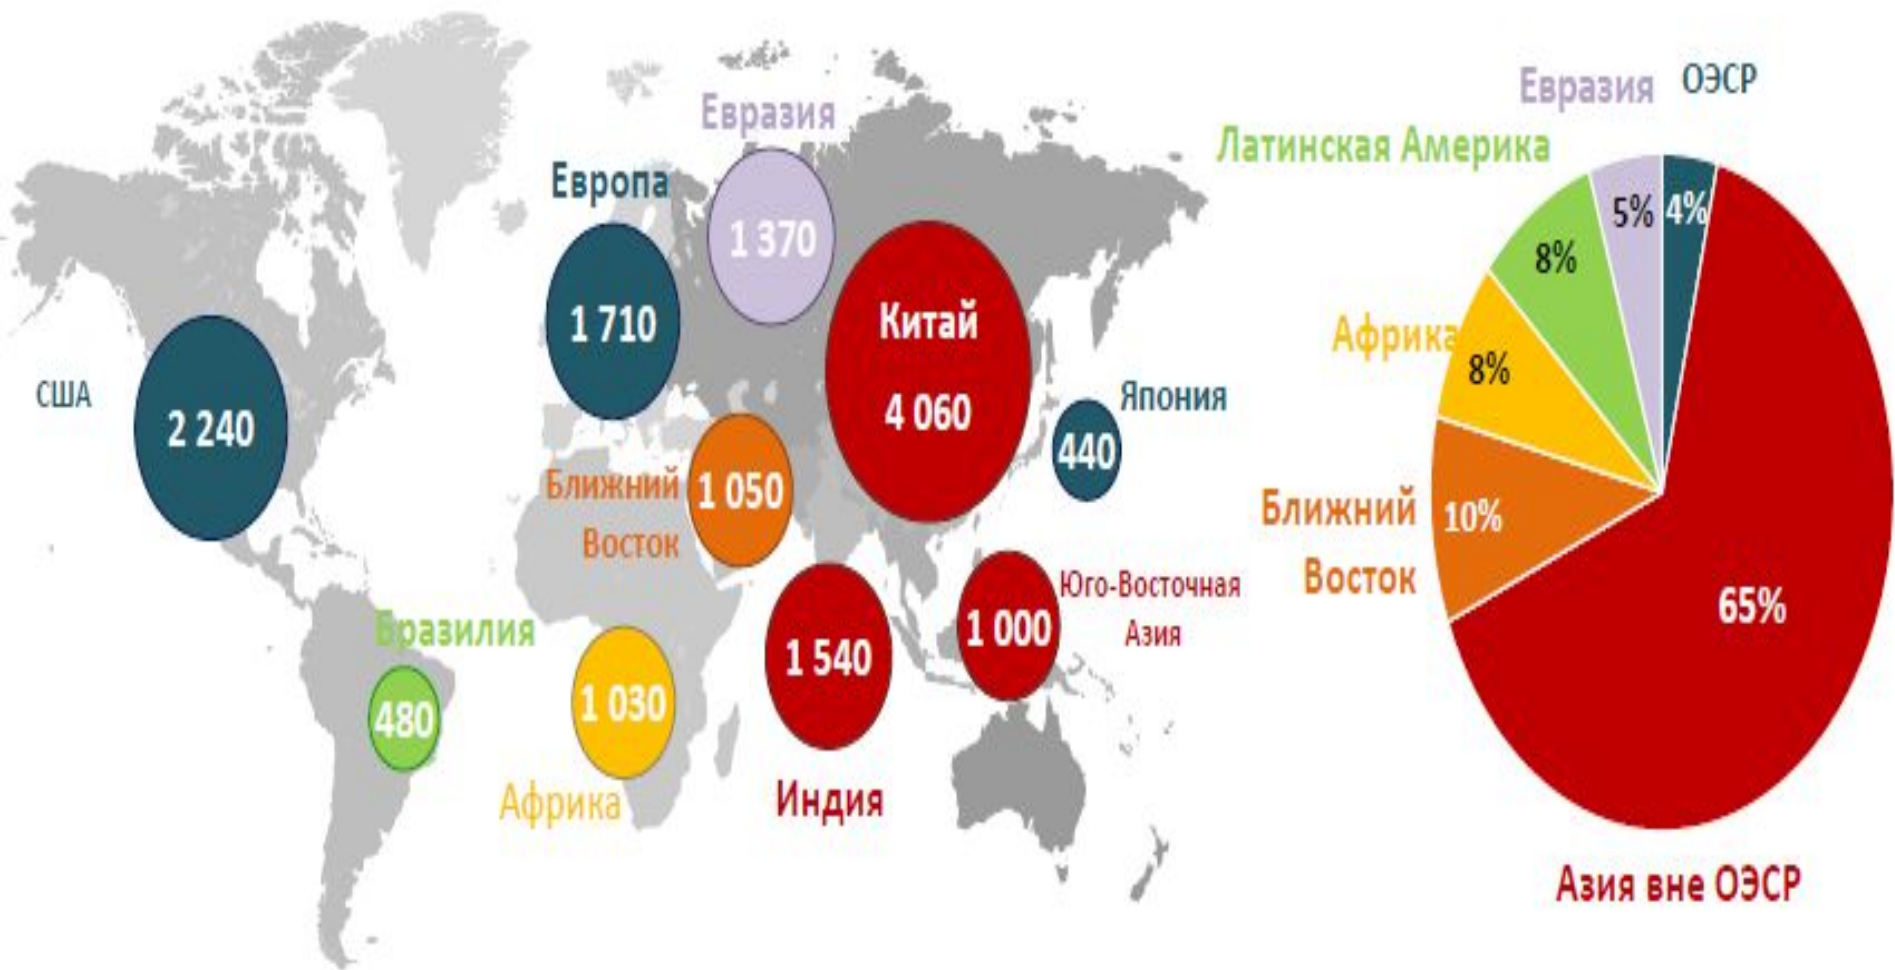 Евразия
Европа
1 370
1 710
Китай
4 060
США
2 240
Япония
440
Ближний
Восток
1 050
Юго-Восточная
Азия
1 000
Бразилия
480
1 540
1 030
Африка
Индия
Евразия
ОЭСР
Латинская Америка
5%
4%
8%
Африка
8%
Ближний
Восток
10%
65%
Азия вне ОЭСР